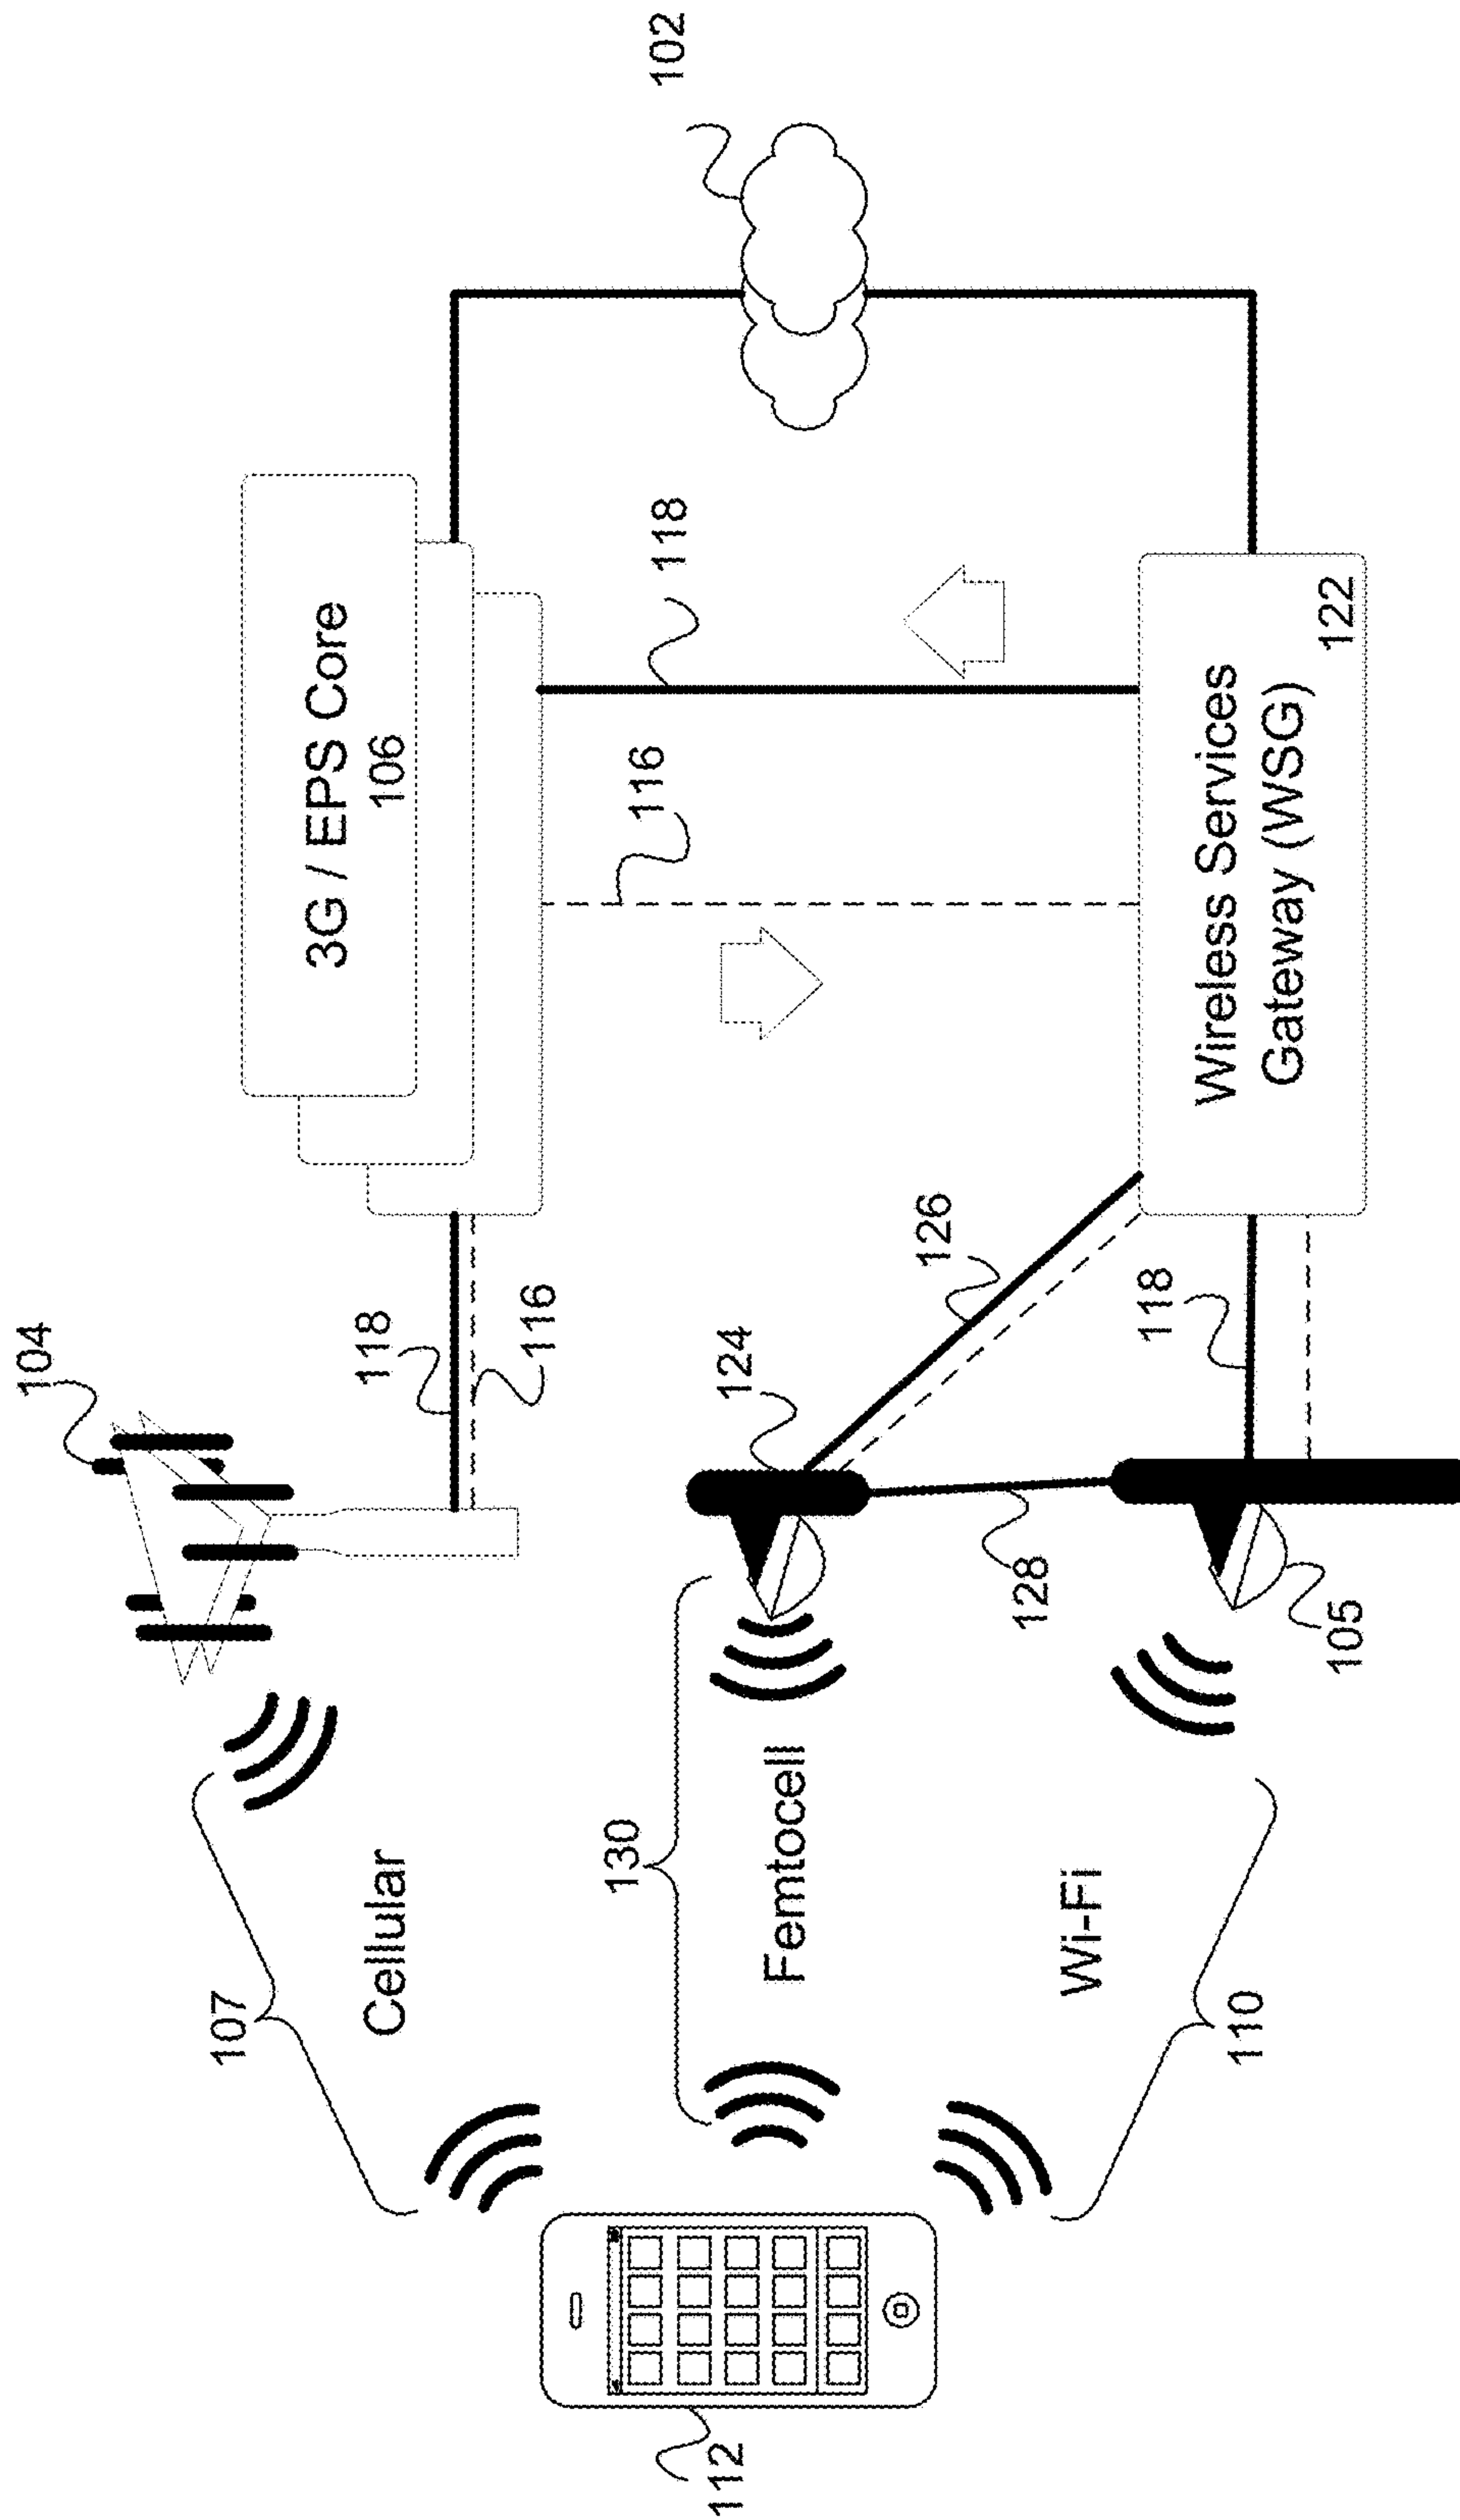 104
107
Cellular
118
116
3G / EPS Core
106
102
112
130
Femtocell
124
126
116
118
128
Wi-Fi
110
105
118
Wireless Services
Gateway (WSG)
122